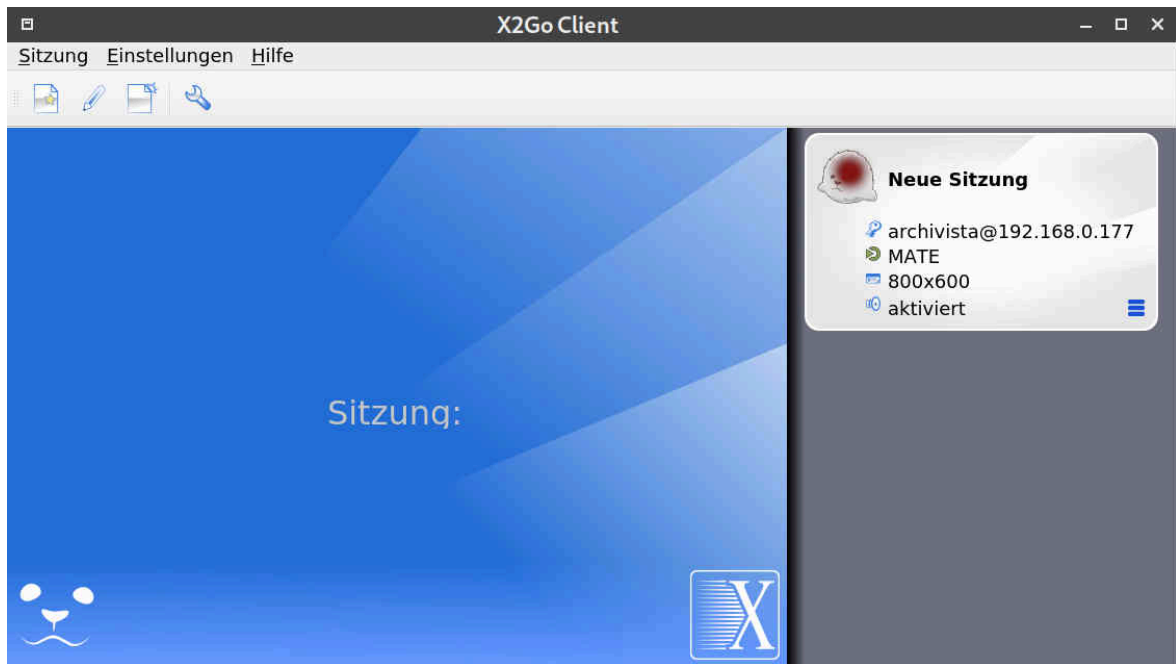 X2Go Client
Sitzung Einstellungen Hilfe
Neue Sitzung
archivista@192.168.0.177
MATE
800x600
aktiviert
Sitzung:
X